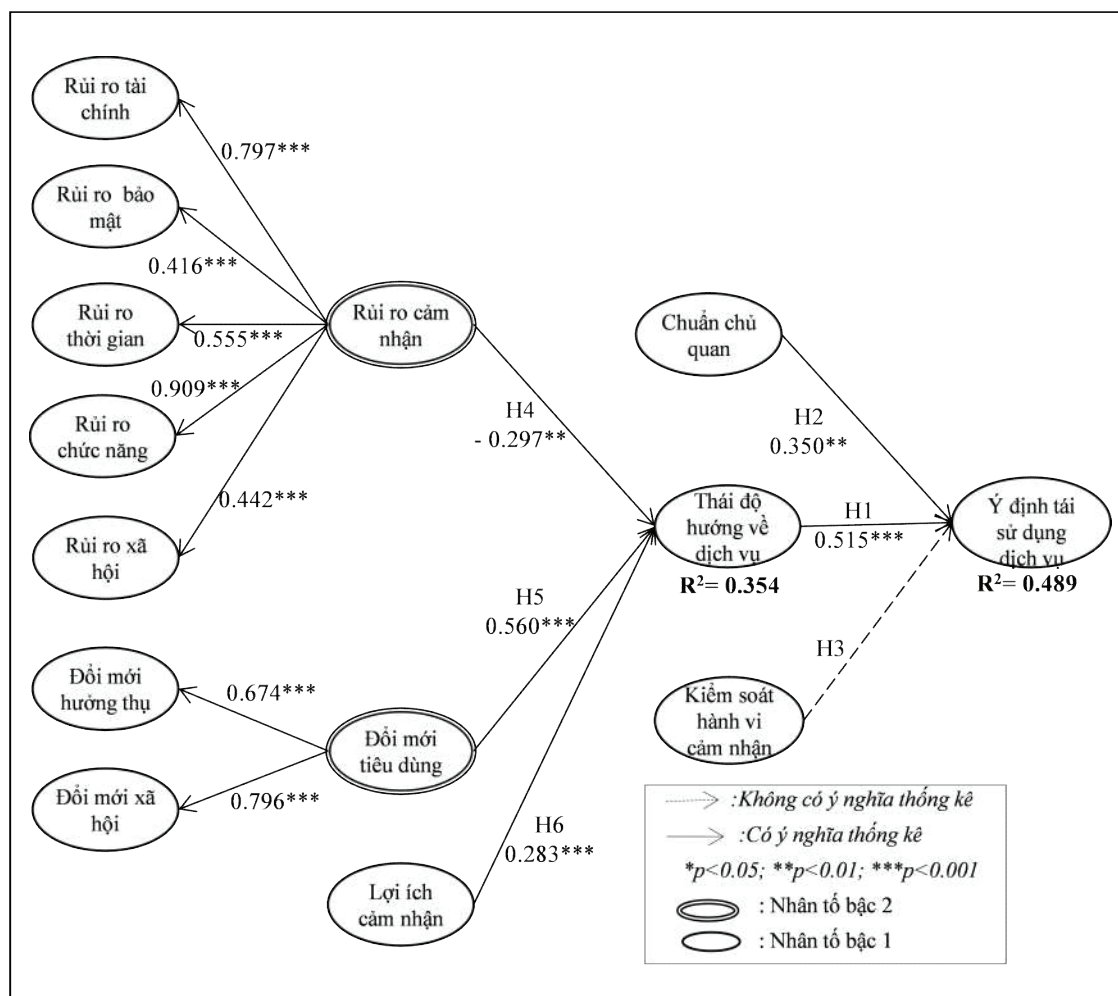 Rủi ro tài
chính
0.797***
Rủi ro bảo
mật
0.416***
Rủi ro
thời gian
0.555***
Rủi ro cảm
nhận
Chuẩn chủ
quan
0.909***
Rủi ro
chức năng
H4
- 0.297**
H2
0.350**
0.442***
Rủi ro xã
hội
Thái độ
hướng về
dịch vụ
R²= 0.354
H1
0.515***
Ý định tái
sử dụng
dịch vụ
R²= 0.489
H5
0.560***
H3
Đổi mới
hưởng thụ
0.674***
Đổi mới
tiêu dùng
Kiểm soát
hành vi
cảm nhận
Đổi mới xã
hội
0.796***
H6
0.283***
Lợi ích
cảm nhận
:Không có ý nghĩa thống kê
:Có ý nghĩa thống kê
*p<0.05; **p<0.01; ***p<0.001
: Nhân tố bậc 2
: Nhân tố bậc 1